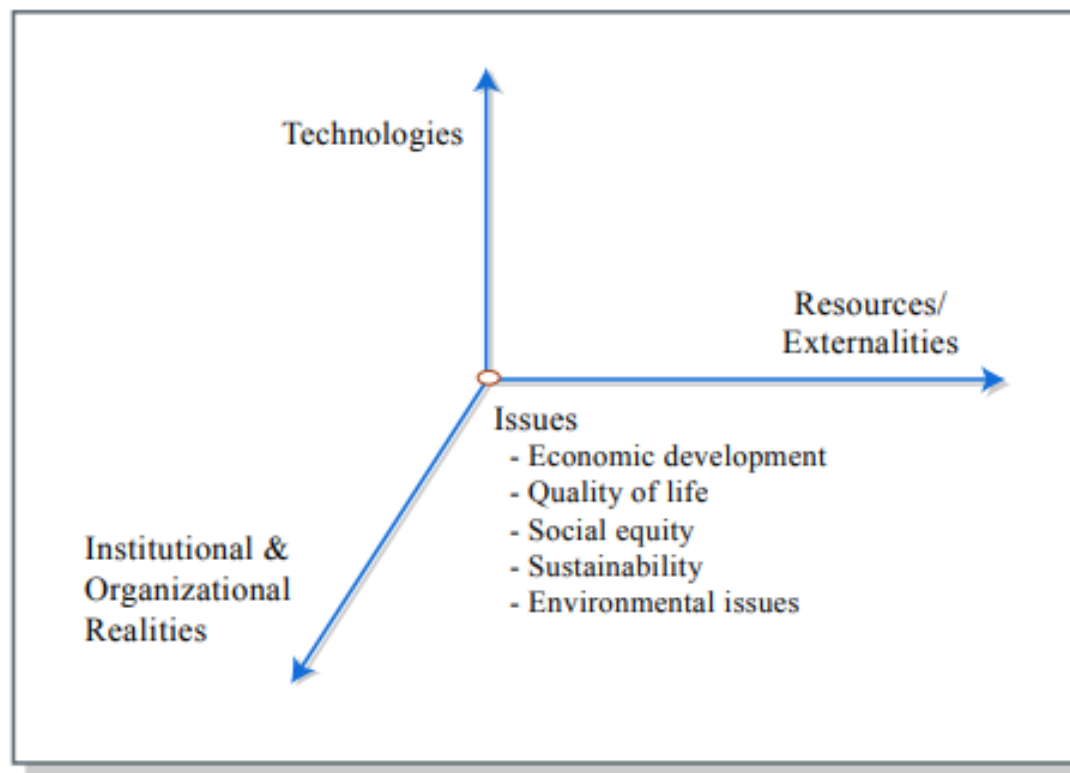 Technologies
Resources/
Externalities
Issues
- Economic development
- Quality of life
- Social equity
- Sustainability
- Environmental issues
Institutional &
Organizational
Realities